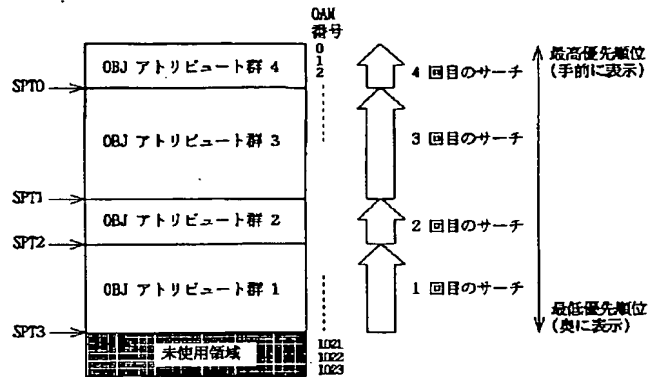 OAM
番号
0
1
2
OBJ アトリビュート群 4
4 回目のサーチ
最高優先順位
(手前に表示)
SPT0
OBJ アトリビュート群 3
3 回目のサーチ
SPT1
OBJ アトリビュート群 2
2 回目のサーチ
SPT2
OBJ アトリビュート群 1
1 回目のサーチ
最低優先順位
(奥に表示)
SPT3
未使用領域
1021
1022
1023